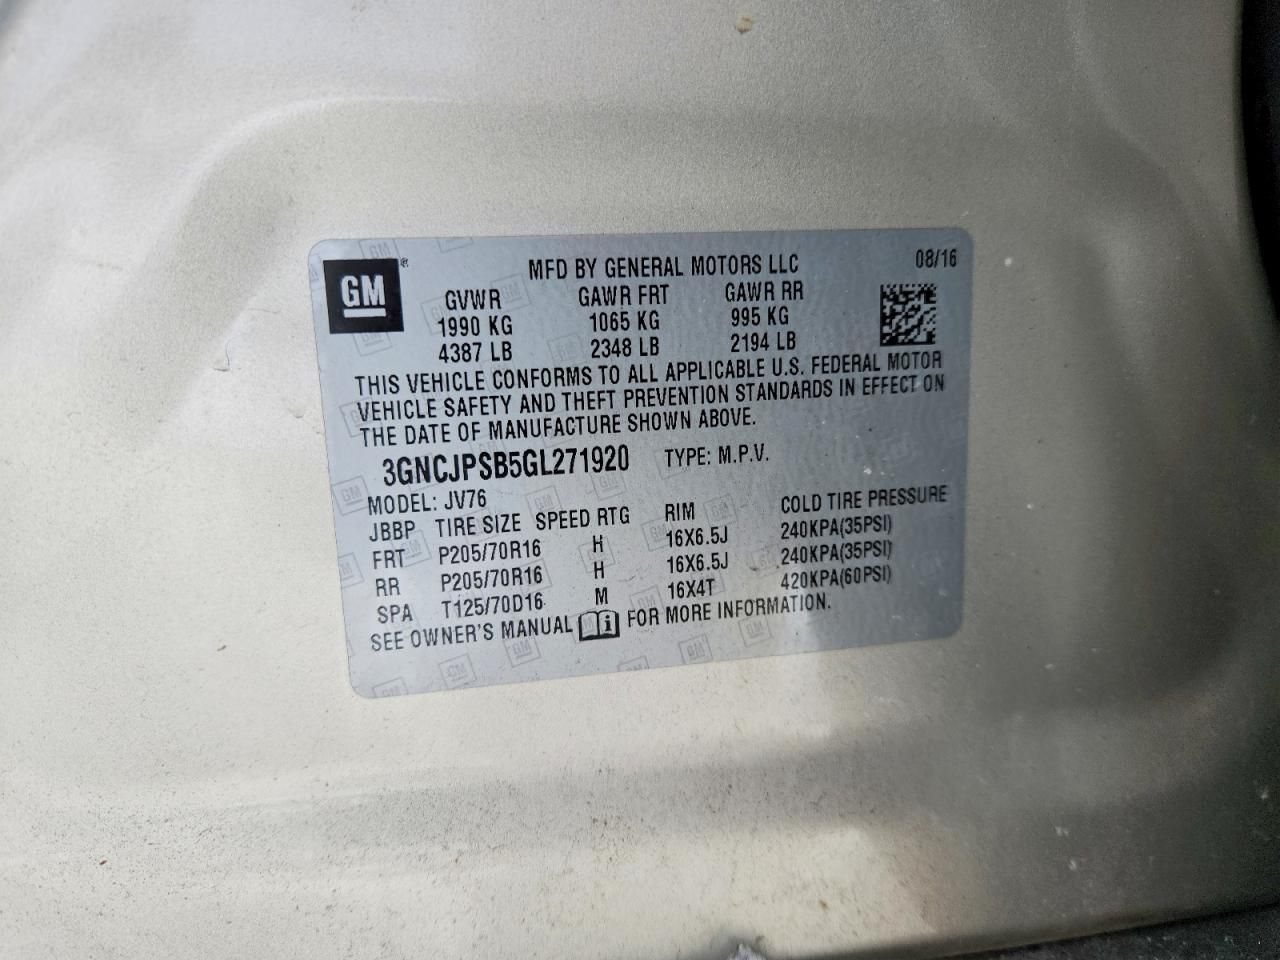 GM
MFD BY GENERAL MOTORS LLC 08/16
GVWR GAWR FRT GAWR RR
1990 KG 1065 KG 995 KG
4387 LB 2348 LB 2194 LB
THIS VEHICLE CONFORMS TO ALL APPLICABLE U.S. FEDERAL MOTOR
VEHICLE SAFETY AND THEFT PREVENTION STANDARDS IN EFFECT ON
THE DATE OF MANUFACTURE SHOWN ABOVE.
3GNCJPSB5GL271920 TYPE: M.P.V.
MODEL: JV76
JBBP TIRE SIZE SPEED RTG RIM COLD TIRE PRESSURE
FRT P205/70R16 H 16X6.5J 240KPA(35PSI)
RR P205/70R16 H 16X6.5J 240KPA(35PSI)
SPA T125/70D16 M 16X4T 420KPA(60PSI)
SEE OWNER'S MANUAL FOR MORE INFORMATION.